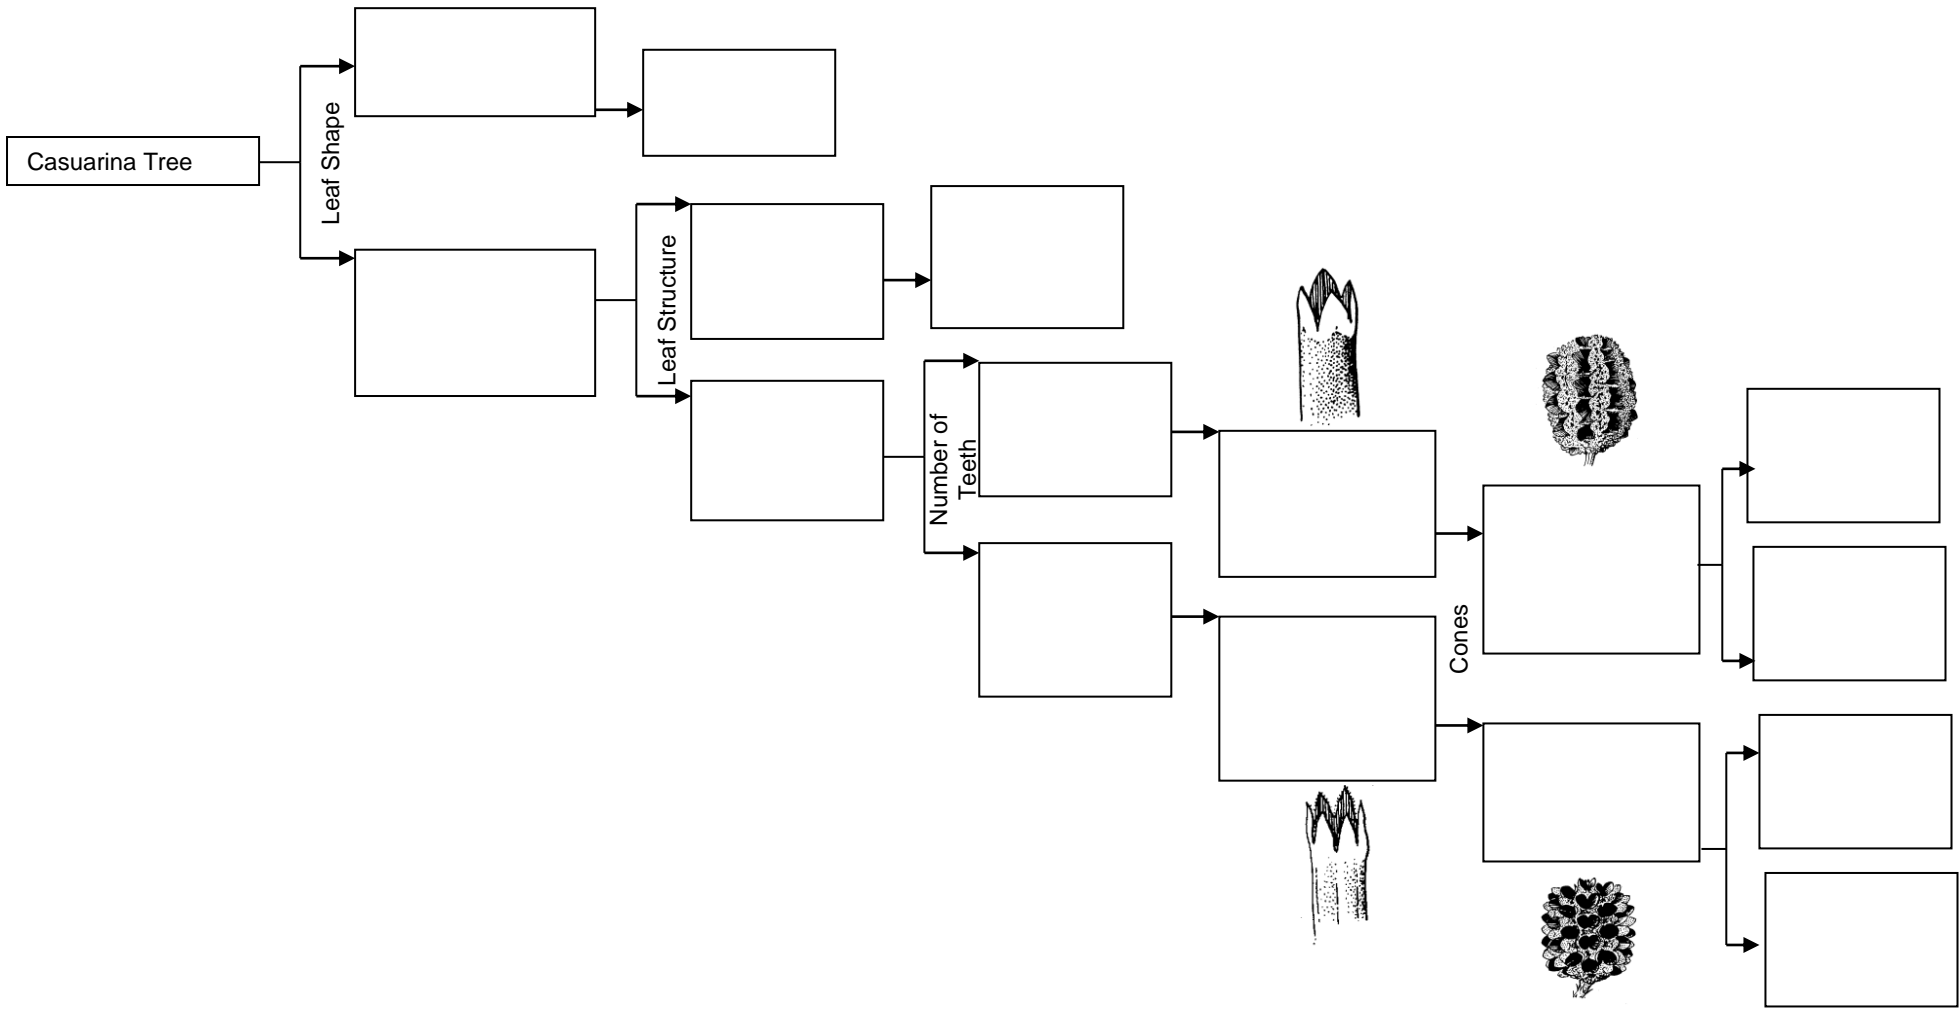 Casuarina Tree
Leaf Shape
Leaf Structure
Number of
Teeth
Cones